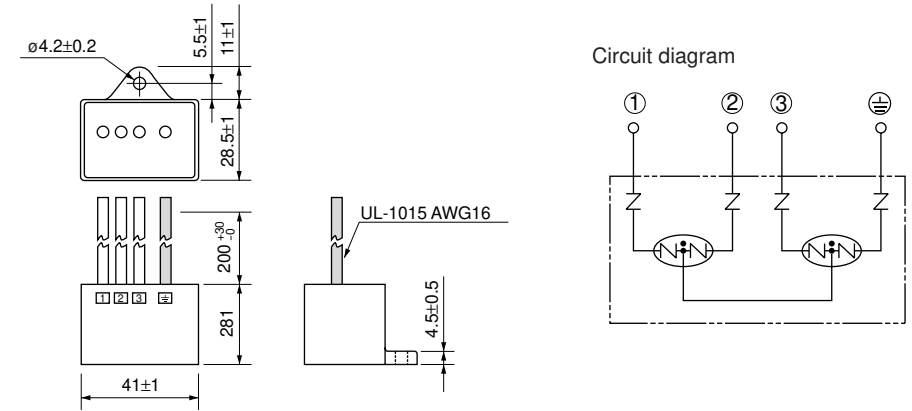 ø4.2±0.2
5.5±1
11±1
28.5±1
200 +30 -0
1 2 3
281
41±1
UL-1015 AWG16
4.5±0.5
Circuit diagram
① ② ③